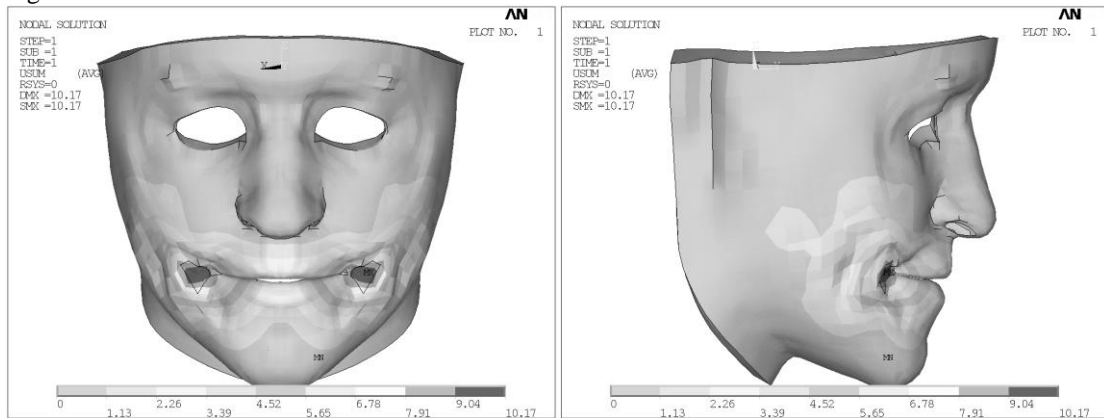 NODAL SOLUTION
STEP=1
SUB =1
TIME=1
USUM (AVG)
RSYS=0
DMX =10.17
SMX =10.17
AN
PLOT NO. 1
MN
0 1.13 2.26 3.39 4.52 5.65 6.78 7.91 9.04 10.17
NODAL SOLUTION
STEP=1
SUB =1
TIME=1
USUM (AVG)
RSYS=0
DMX =10.17
SMX =10.17
AN
PLOT NO. 1
MN
0 1.13 2.26 3.39 4.52 5.65 6.78 7.91 9.04 10.17